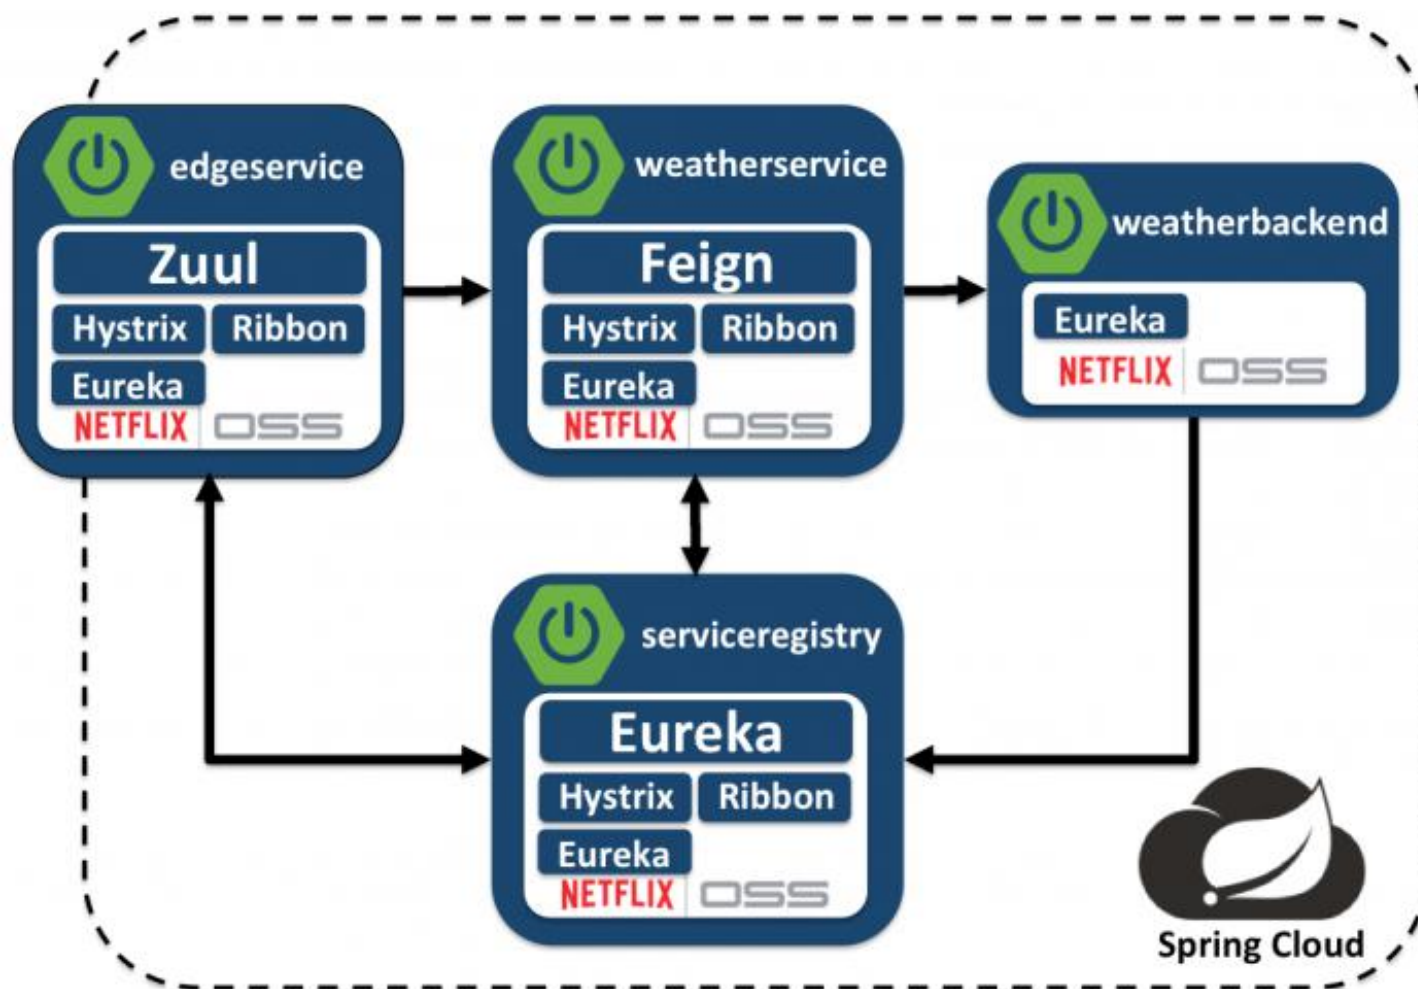 edgeservice
Zuul
Hystrix Ribbon
Eureka
NETFLIX OSS
weatherservice
Feign
Hystrix Ribbon
Eureka
NETFLIX OSS
weatherbackend
Eureka
NETFLIX OSS
serviceregistry
Eureka
Hystrix Ribbon
Eureka
NETFLIX OSS
Spring Cloud